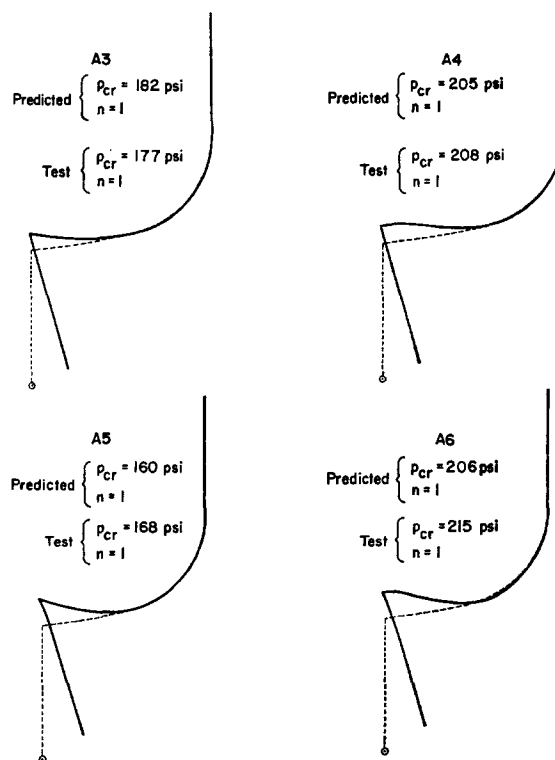 A3
Predicted { p_cr = 182 psi
n = 1
Test { p_cr = 177 psi
n = 1
A4
Predicted { p_cr = 205 psi
n = 1
Test { p_cr = 208 psi
n = 1
A5
Predicted { p_cr = 160 psi
n = 1
Test { p_cr = 168 psi
n = 1
A6
Predicted { p_cr = 206 psi
n = 1
Test { p_cr = 215 psi
n = 1